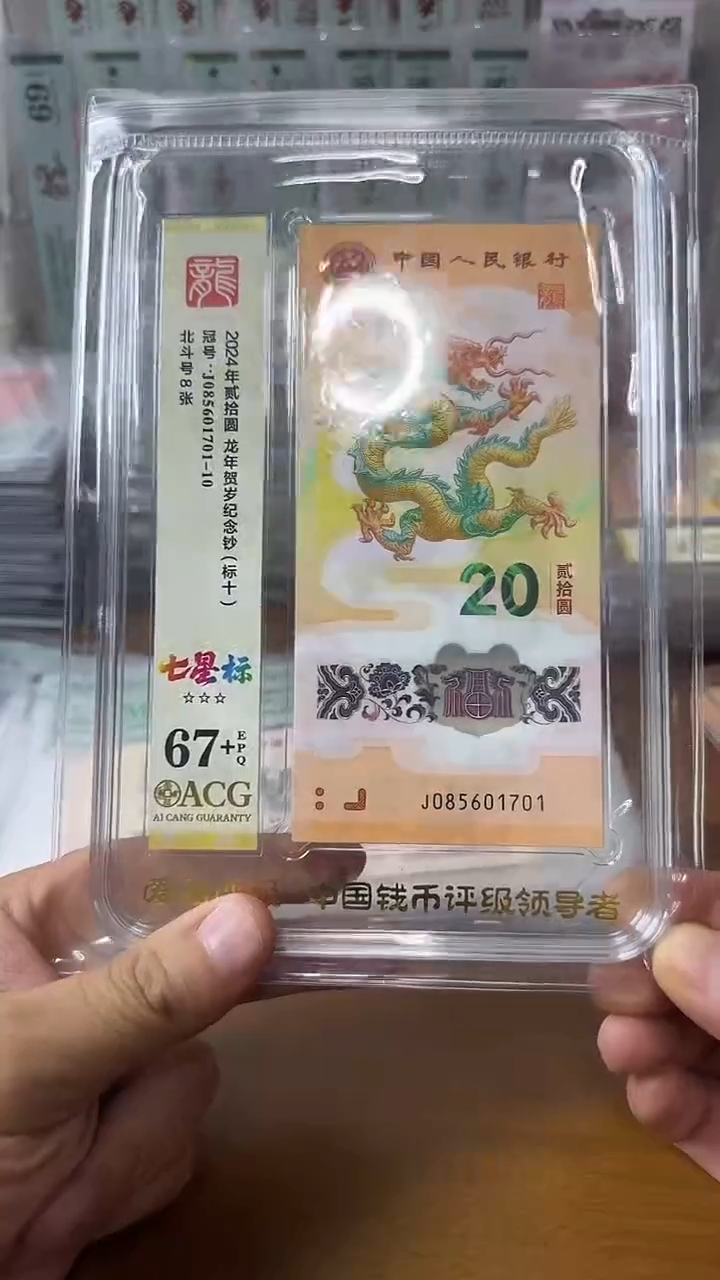 中国人民银行
龍
龍
2024年贰拾圆 龙年贺岁纪念钞（标十）
冠号：J085601701-10
北斗号8张
20
贰拾圆
七星标
☆☆☆
67+EPQ
ACG
AI CANG GUARANTY
J085601701
中国钱币评级领导者
69